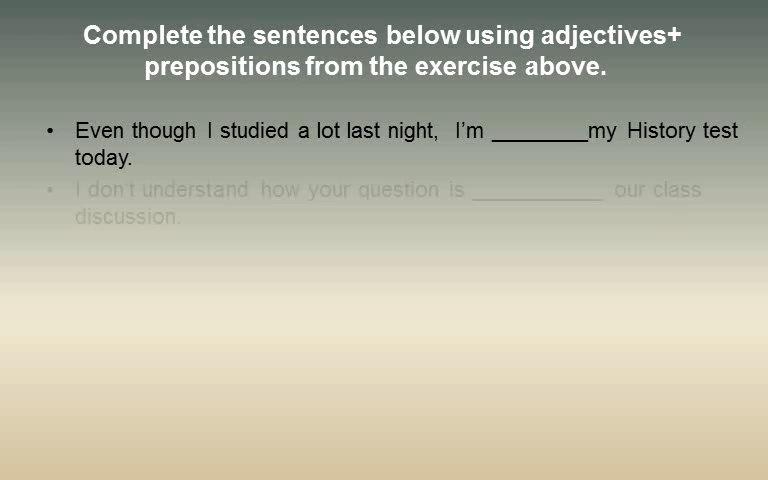 Complete the sentences below using adjectives+
prepositions from the exercise above.
• Even though I studied a lot last night, I’m ________my History test
today.
• I don’t understand how your question is ___________ our class
discussion.